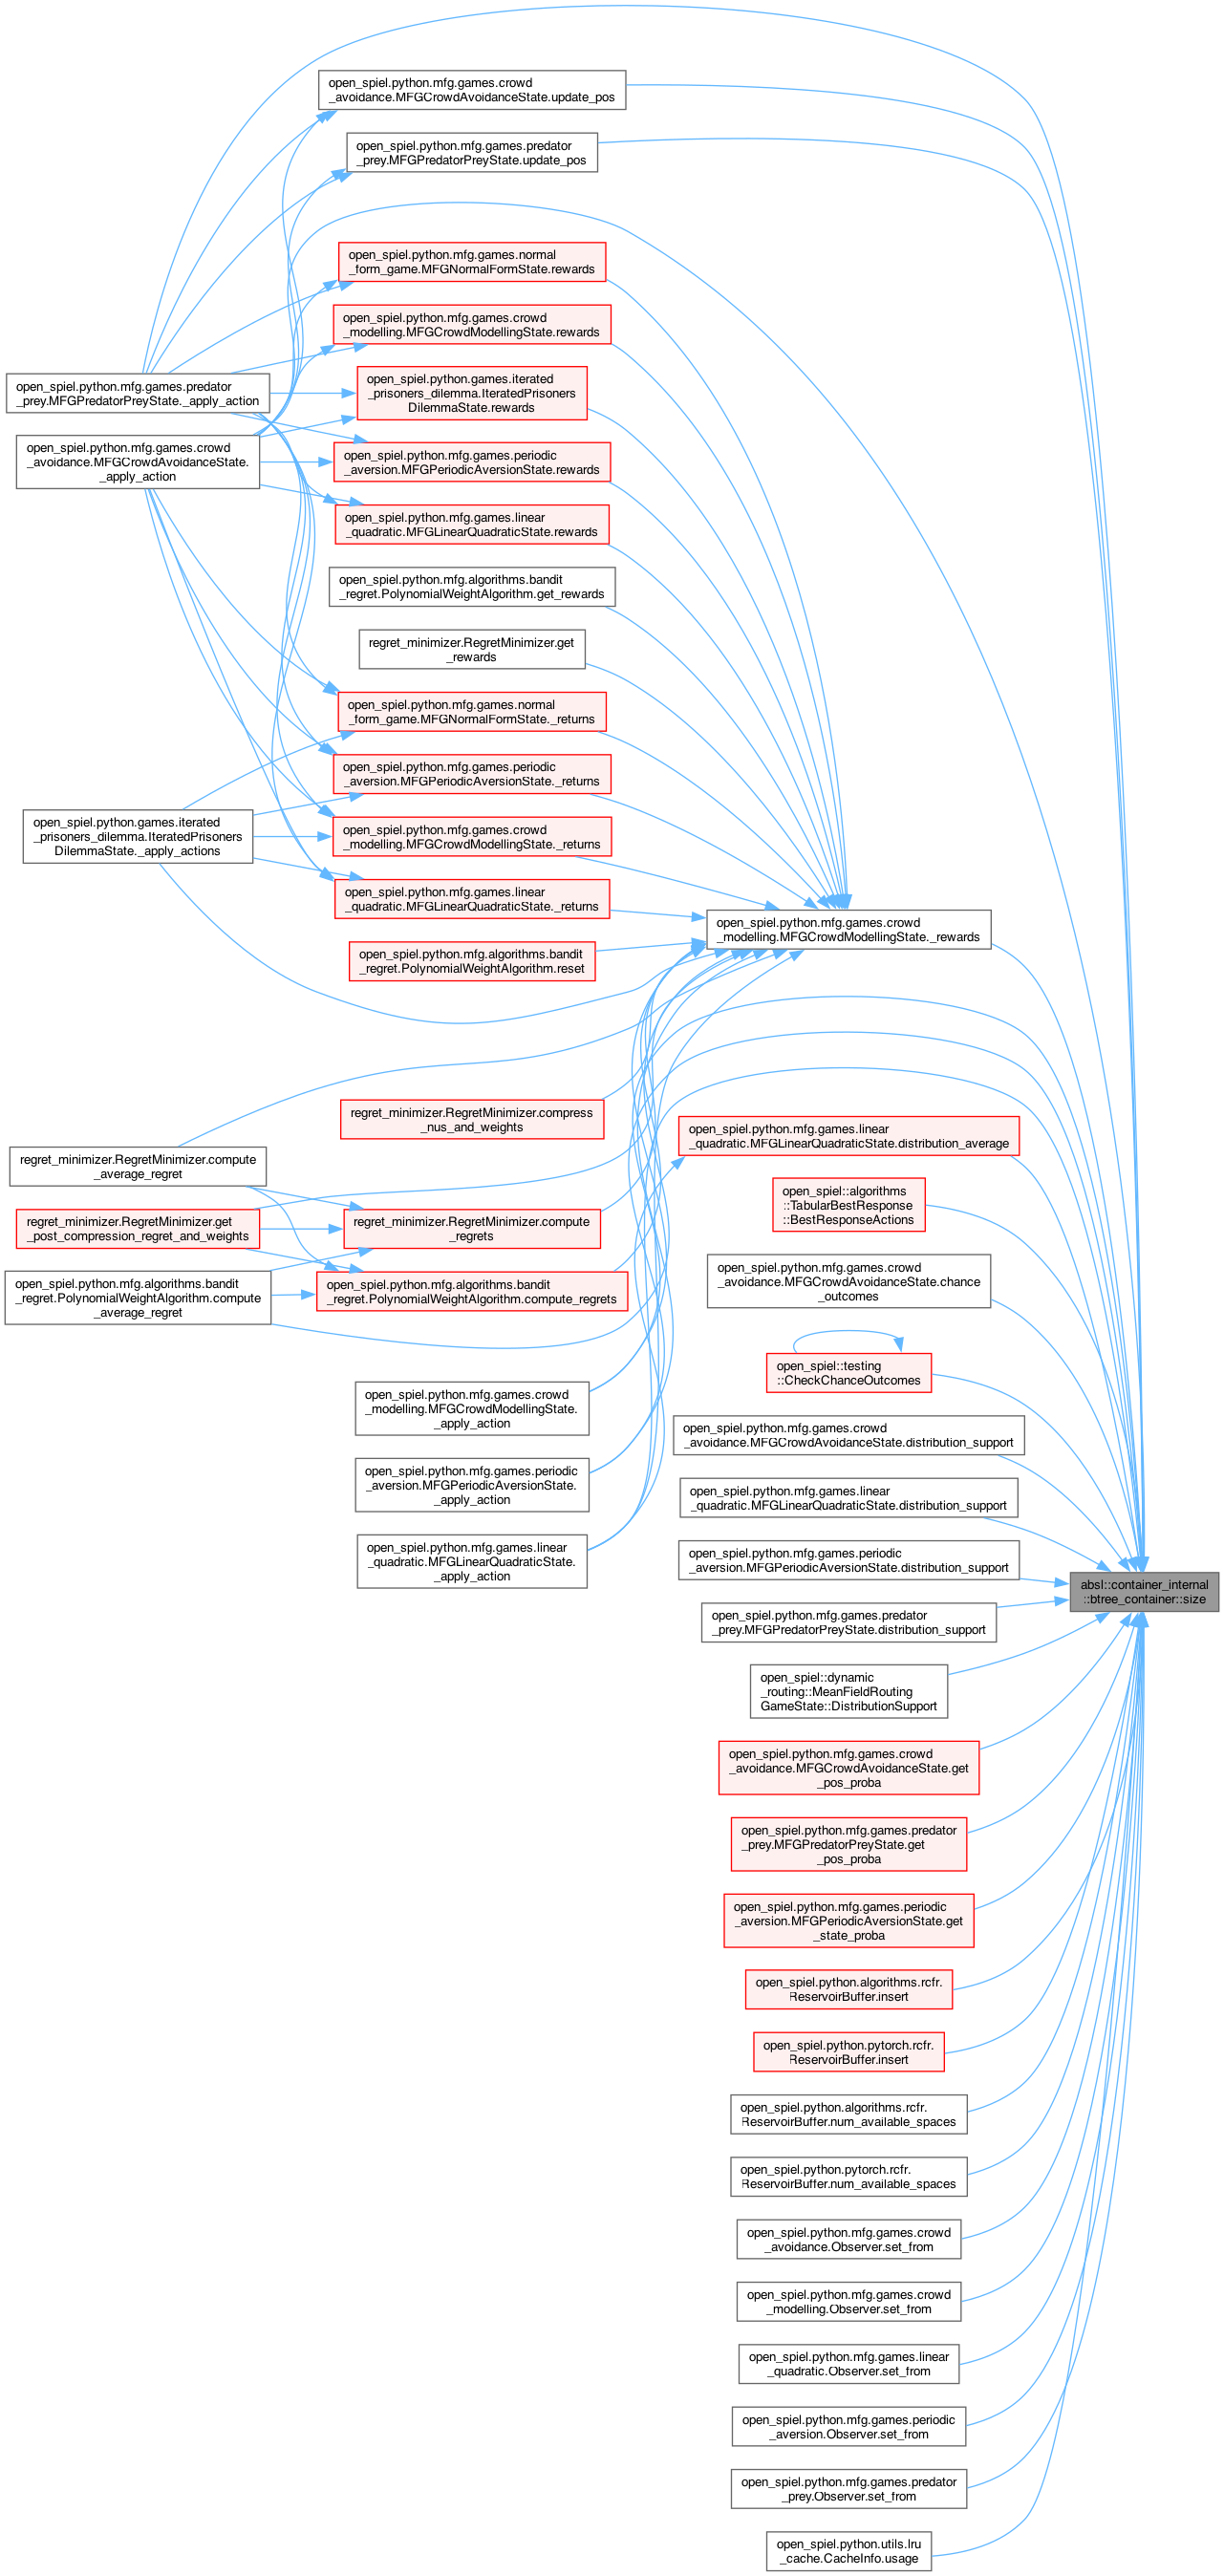 open_spiel.python.mfg.games.crowd
_avoidance.MFGCrowdAvoidanceState.update_pos
open_spiel.python.mfg.games.predator
_prey.MFGPredatorPreyState.update_pos
open_spiel.python.mfg.games.normal
_form_game.MFGNormalFormState.rewards
open_spiel.python.mfg.games.crowd
_modelling.MFGCrowdModellingState.rewards
open_spiel.python.mfg.games.predator
_prey.MFGPredatorPreyState._apply_action
open_spiel.python.games.iterated
_prisoners_dilemma.IteratedPrisoners
DilemmaState.rewards
open_spiel.python.mfg.games.crowd
_avoidance.MFGCrowdAvoidanceState.
_apply_action
open_spiel.python.mfg.games.periodic
_aversion.MFGPeriodicAversionState.rewards
open_spiel.python.mfg.games.linear
_quadratic.MFGLinearQuadraticState.rewards
open_spiel.python.mfg.algorithms.bandit
_regret.PolynomialWeightAlgorithm.get_rewards
regret_minimizer.RegretMinimizer.get
_rewards
open_spiel.python.mfg.games.normal
_form_game.MFGNormalFormState._returns
open_spiel.python.mfg.games.periodic
_aversion.MFGPeriodicAversionState._returns
open_spiel.python.games.iterated
_prisoners_dilemma.IteratedPrisoners
DilemmaState._apply_actions
open_spiel.python.mfg.games.crowd
_modelling.MFGCrowdModellingState._returns
open_spiel.python.mfg.games.linear
_quadratic.MFGLinearQuadraticState._returns
open_spiel.python.mfg.games.crowd
_modelling.MFGCrowdModellingState._rewards
open_spiel.python.mfg.algorithms.bandit
_regret.PolynomialWeightAlgorithm.reset
regret_minimizer.RegretMinimizer.compress
_nus_and_weights
open_spiel.python.mfg.games.linear
_quadratic.MFGLinearQuadraticState.distribution_average
regret_minimizer.RegretMinimizer.compute
_average_regret
open_spiel::algorithms
::TabularBestResponse
::BestResponseActions
regret_minimizer.RegretMinimizer.get
_post_compression_regret_and_weights
regret_minimizer.RegretMinimizer.compute
_regrets
open_spiel.python.mfg.games.crowd
_avoidance.MFGCrowdAvoidanceState.chance
_outcomes
open_spiel.python.mfg.algorithms.bandit
_regret.PolynomialWeightAlgorithm.compute
_average_regret
open_spiel.python.mfg.algorithms.bandit
_regret.PolynomialWeightAlgorithm.compute_regrets
open_spiel::testing
::CheckChanceOutcomes
open_spiel.python.mfg.games.crowd
_modelling.MFGCrowdModellingState.
_apply_action
open_spiel.python.mfg.games.crowd
_avoidance.MFGCrowdAvoidanceState.distribution_support
open_spiel.python.mfg.games.periodic
_aversion.MFGPeriodicAversionState.
_apply_action
open_spiel.python.mfg.games.linear
_quadratic.MFGLinearQuadraticState.distribution_support
open_spiel.python.mfg.games.linear
_quadratic.MFGLinearQuadraticState.
_apply_action
open_spiel.python.mfg.games.periodic
_aversion.MFGPeriodicAversionState.distribution_support
absl::container_internal
::btree_container::size
open_spiel.python.mfg.games.predator
_prey.MFGPredatorPreyState.distribution_support
open_spiel::dynamic
_routing::MeanFieldRouting
GameState::DistributionSupport
open_spiel.python.mfg.games.crowd
_avoidance.MFGCrowdAvoidanceState.get
_pos_proba
open_spiel.python.mfg.games.predator
_prey.MFGPredatorPreyState.get
_pos_proba
open_spiel.python.mfg.games.periodic
_aversion.MFGPeriodicAversionState.get
_state_proba
open_spiel.python.algorithms.rcfr.
ReservoirBuffer.insert
open_spiel.python.pytorch.rcfr.
ReservoirBuffer.insert
open_spiel.python.algorithms.rcfr.
ReservoirBuffer.num_available_spaces
open_spiel.python.pytorch.rcfr.
ReservoirBuffer.num_available_spaces
open_spiel.python.mfg.games.crowd
_avoidance.Observer.set_from
open_spiel.python.mfg.games.crowd
_modelling.Observer.set_from
open_spiel.python.mfg.games.linear
_quadratic.Observer.set_from
open_spiel.python.mfg.games.periodic
_aversion.Observer.set_from
open_spiel.python.mfg.games.predator
_prey.Observer.set_from
open_spiel.python.utils.lru
_cache.CacheInfo.usage